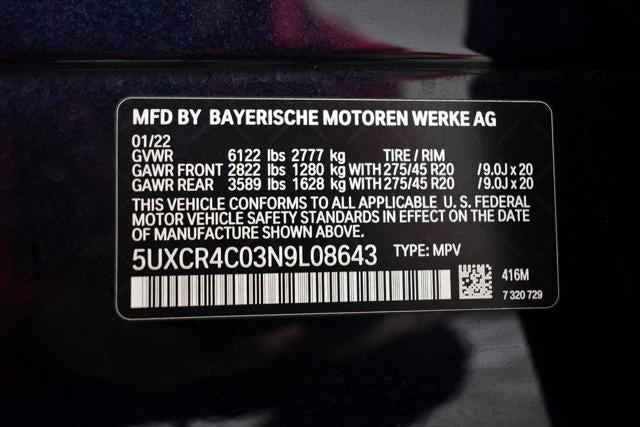 MFD BY BAYERISCHE MOTOREN WERKE AG
01/22
GVWR 6122 lbs 2777 kg TIRE / RIM
GAWR FRONT 2822 lbs 1280 kg WITH 275/45 R20 /9.0J x 20
GAWR REAR 3589 lbs 1628 kg WITH 275/45 R20 /9.0J x 20
THIS VEHICLE CONFORMS TO ALL APPLICABLE U. S. FEDERAL
MOTOR VEHICLE SAFETY STANDARDS IN EFFECT ON THE DATE
OF MANUFACTURE SHOWN ABOVE.
5UXCR4C03N9L08643 TYPE: MPV
416M
7 320 729